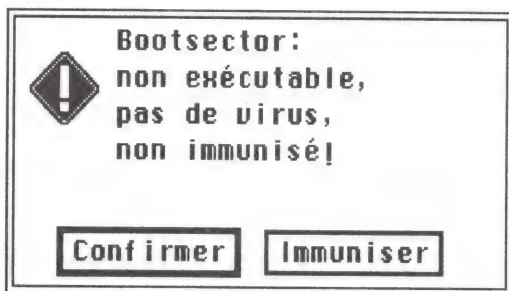 Bootsector:
non exécutable,
pas de virus,
non immunisé!
Confirmer Immuniser